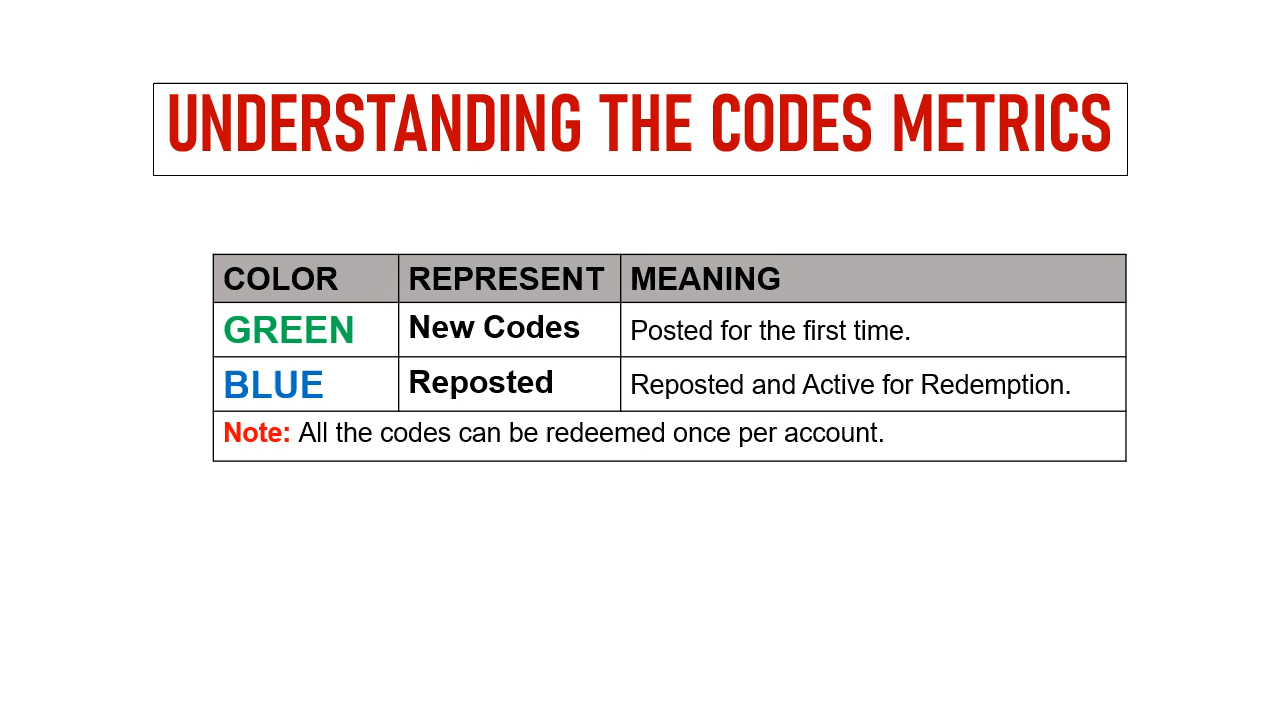 UNDERSTANDING THE CODES METRICS
COLOR REPRESENT MEANING
GREEN New Codes Posted for the first time.
BLUE Reposted Reposted and Active for Redemption.
Note: All the codes can be redeemed once per account.